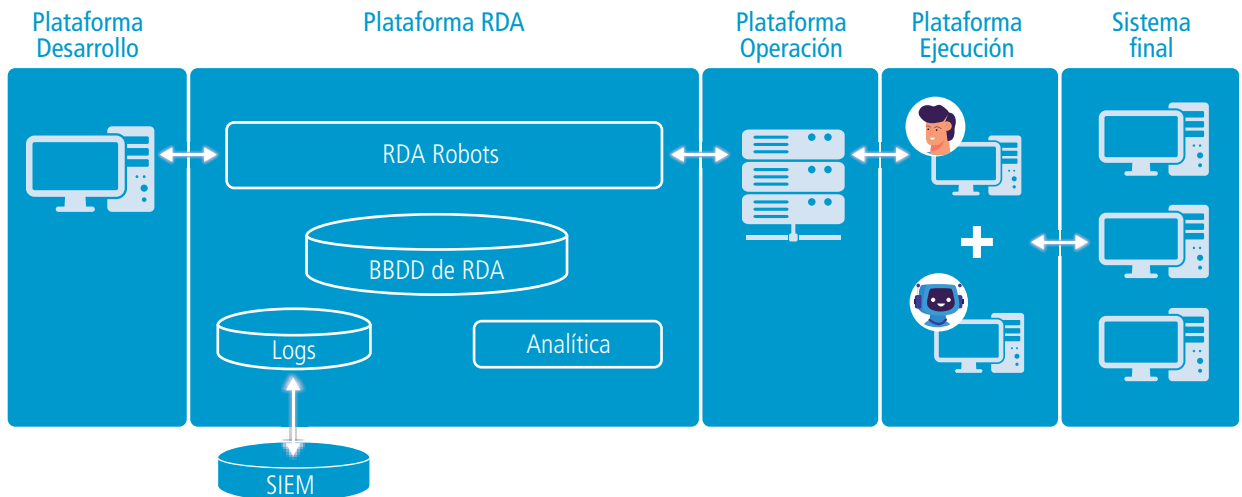 Plataforma
Desarrollo
Plataforma RDA
Plataforma
Operación
Plataforma
Ejecución
Sistema
final
RDA Robots
BBDD de RDA
Logs
Analítica
SIEM